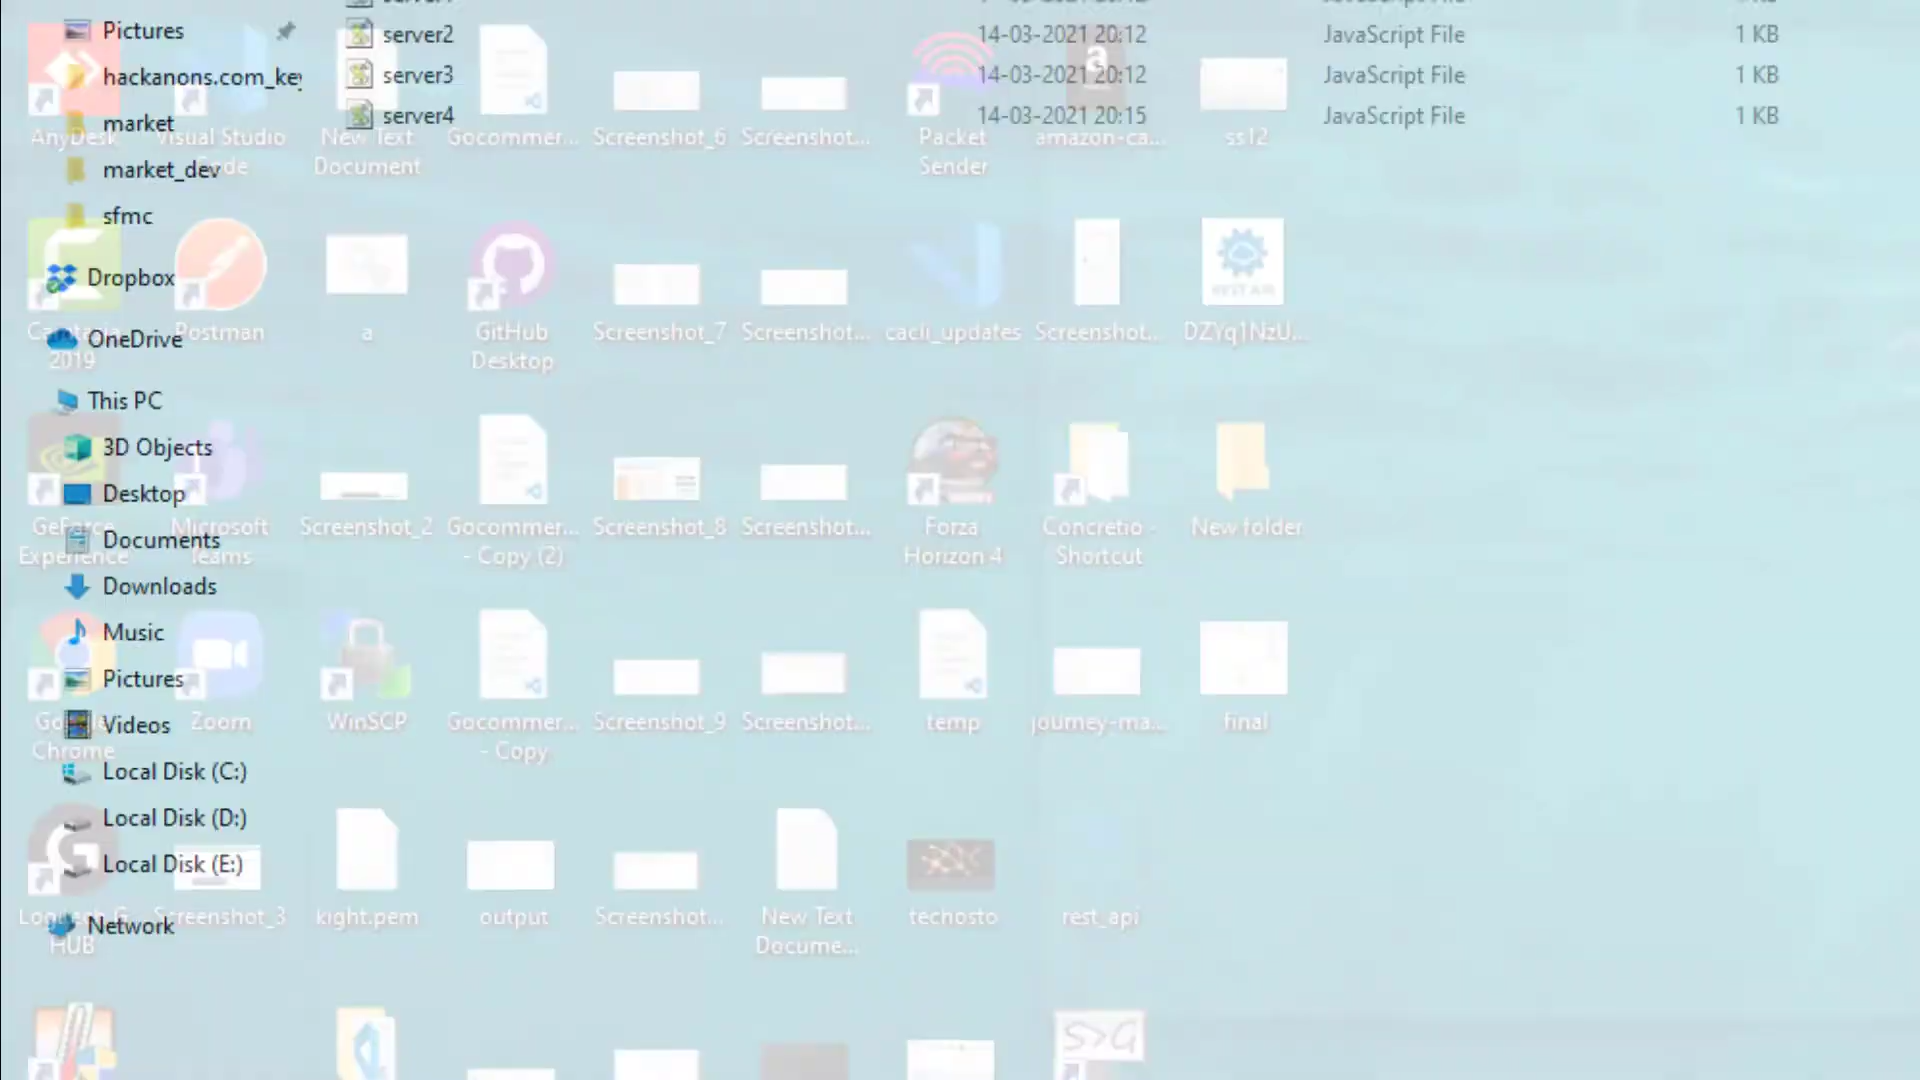 Pictures
hackanons.com_key
market
market_dev
sfmc
Dropbox
OneDrive
This PC
3D Objects
Desktop
Documents
Downloads
Music
Pictures
Videos
Local Disk (C:)
Local Disk (D:)
Local Disk (E:)
Network
server2 14-03-2021 20:12 JavaScript File 1 KB
server3 14-03-2021 20:12 JavaScript File 1 KB
server4 14-03-2021 20:15 JavaScript File 1 KB
AnyDesk
Visual Studio
Code
New Text
Document
Gocommer...
Screenshot_6
Screenshot...
Packet
Sender
amazon-ca...
ss12
2019
Postman
a
GitHub
Desktop
Screenshot_7
Screenshot...
cacli_updates
Screenshot...
REST API
DZYq1NzU...
GeForce
Experience
Microsoft
Teams
Screenshot_2
Gocommer...
- Copy (2)
Screenshot_8
Screenshot...
Forza
Horizon 4
Concretio -
Shortcut
New folder
Chrome
Zoom
WinSCP
Gocommer...
- Copy
Screenshot_9
Screenshot...
temp
journey-ma...
final
HUB
Screenshot_3
kight.pem
output
Screenshot...
New Text
Docume...
techosto
rest_api
S>G